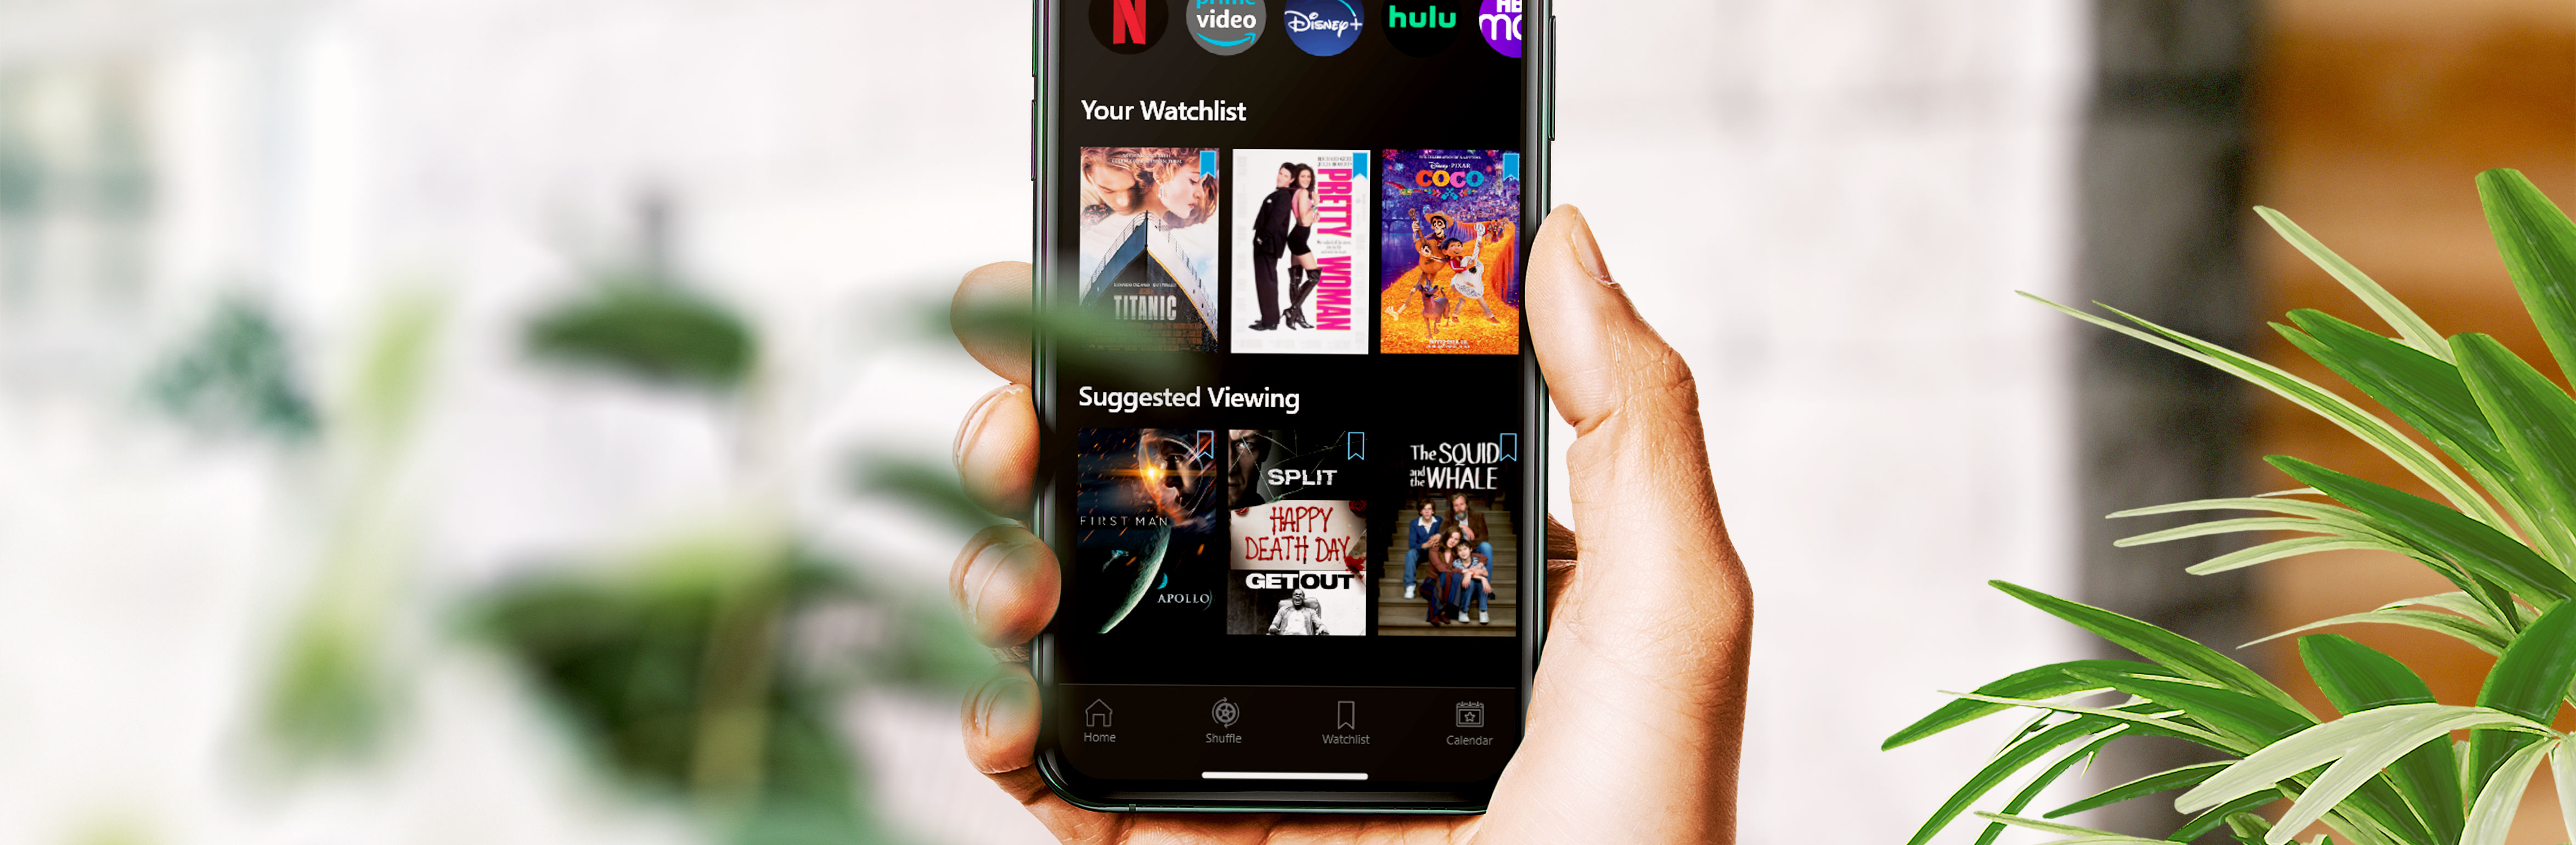 N
prime
video
Disney+
hulu
HB
Your Watchlist
TITANIC
PRETTY WOMAN
Disney • PIXAR
COCO
Suggested Viewing
FIRST MAN
APOLLO
SPLIT
HAPPY
DEATH DAY
GET OUT
The SQUID
and
the WHALE
Home
Shuffle
Watchlist
Calendar